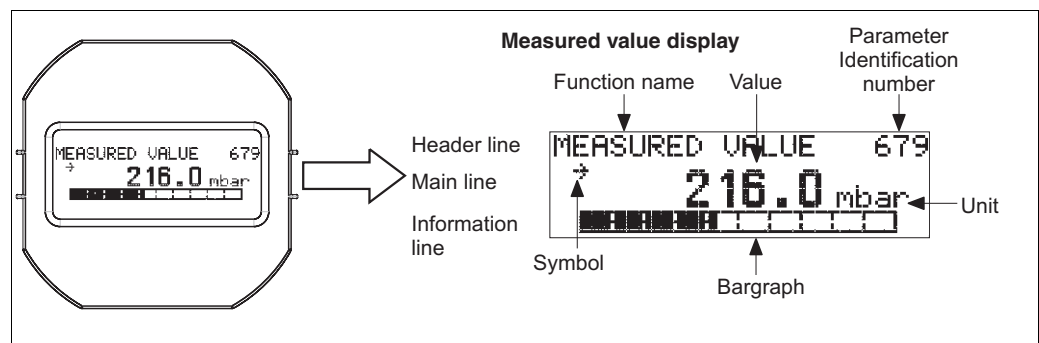 Measured value display
Parameter
Identification
number
Function name
Value
MEASURED VALUE 679
216.0 mbar
Header line
Main line
Information
line
MEASURED VALUE 679
216.0 mbar
Unit
Symbol
Bargraph